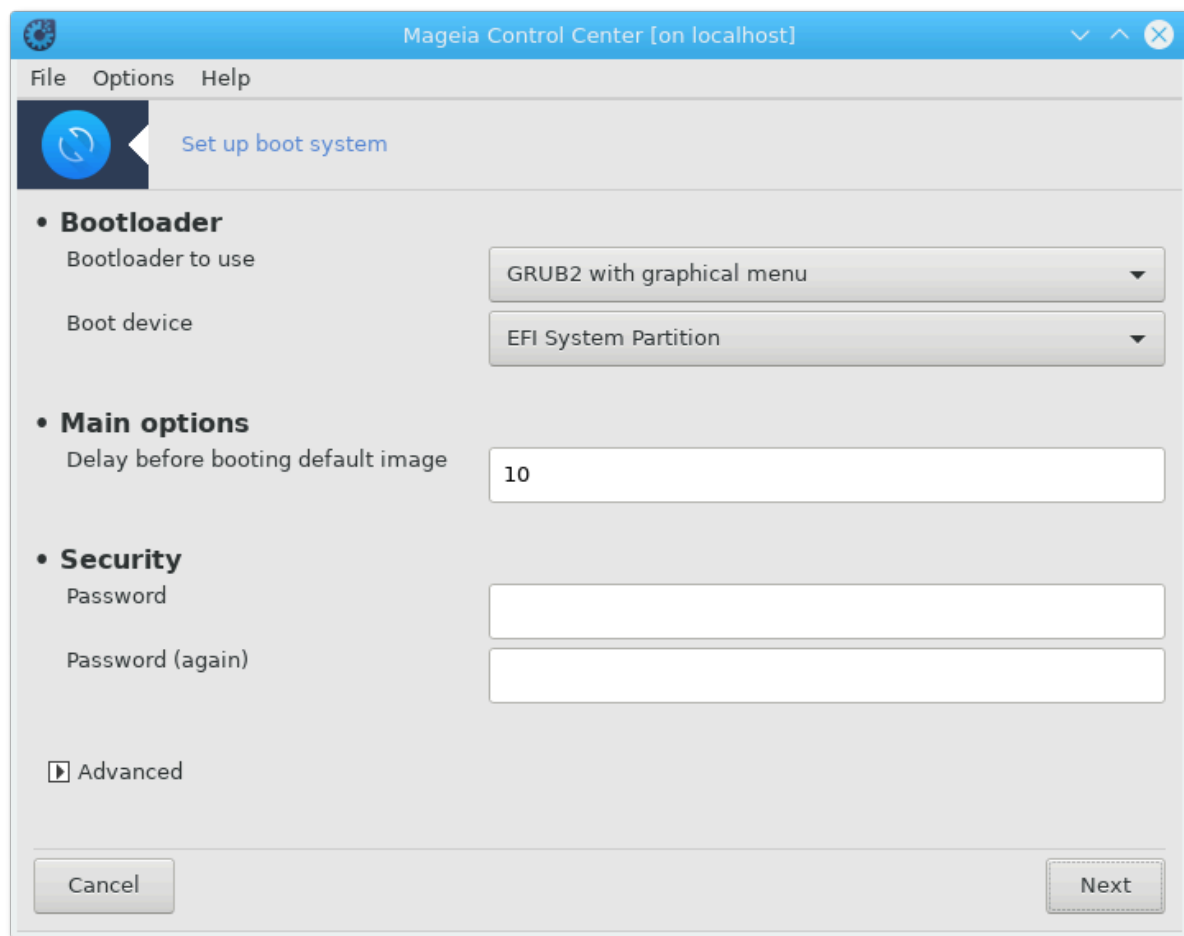 Mageia Control Center [on localhost]
File Options Help
Set up boot system
• Bootloader
Bootloader to use
GRUB2 with graphical menu
Boot device
EFI System Partition
• Main options
Delay before booting default image
10
• Security
Password
Password (again)
Advanced
Cancel
Next